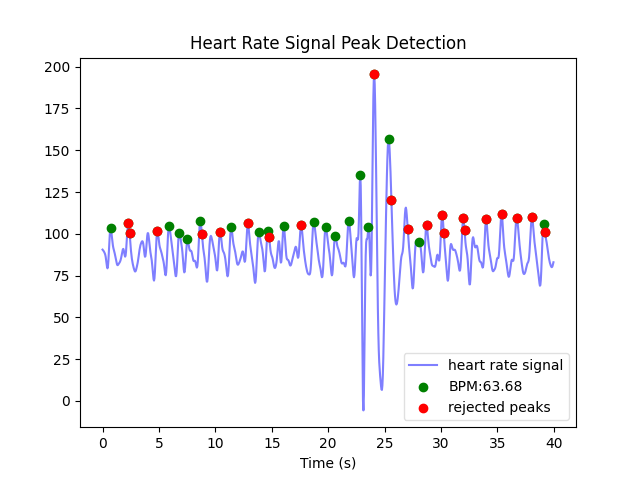 Heart Rate Signal Peak Detection
200
175
150
125
100
75
50
25
0
heart rate signal
BPM:63.68
rejected peaks
0 5 10 15 20 25 30 35 40
Time (s)